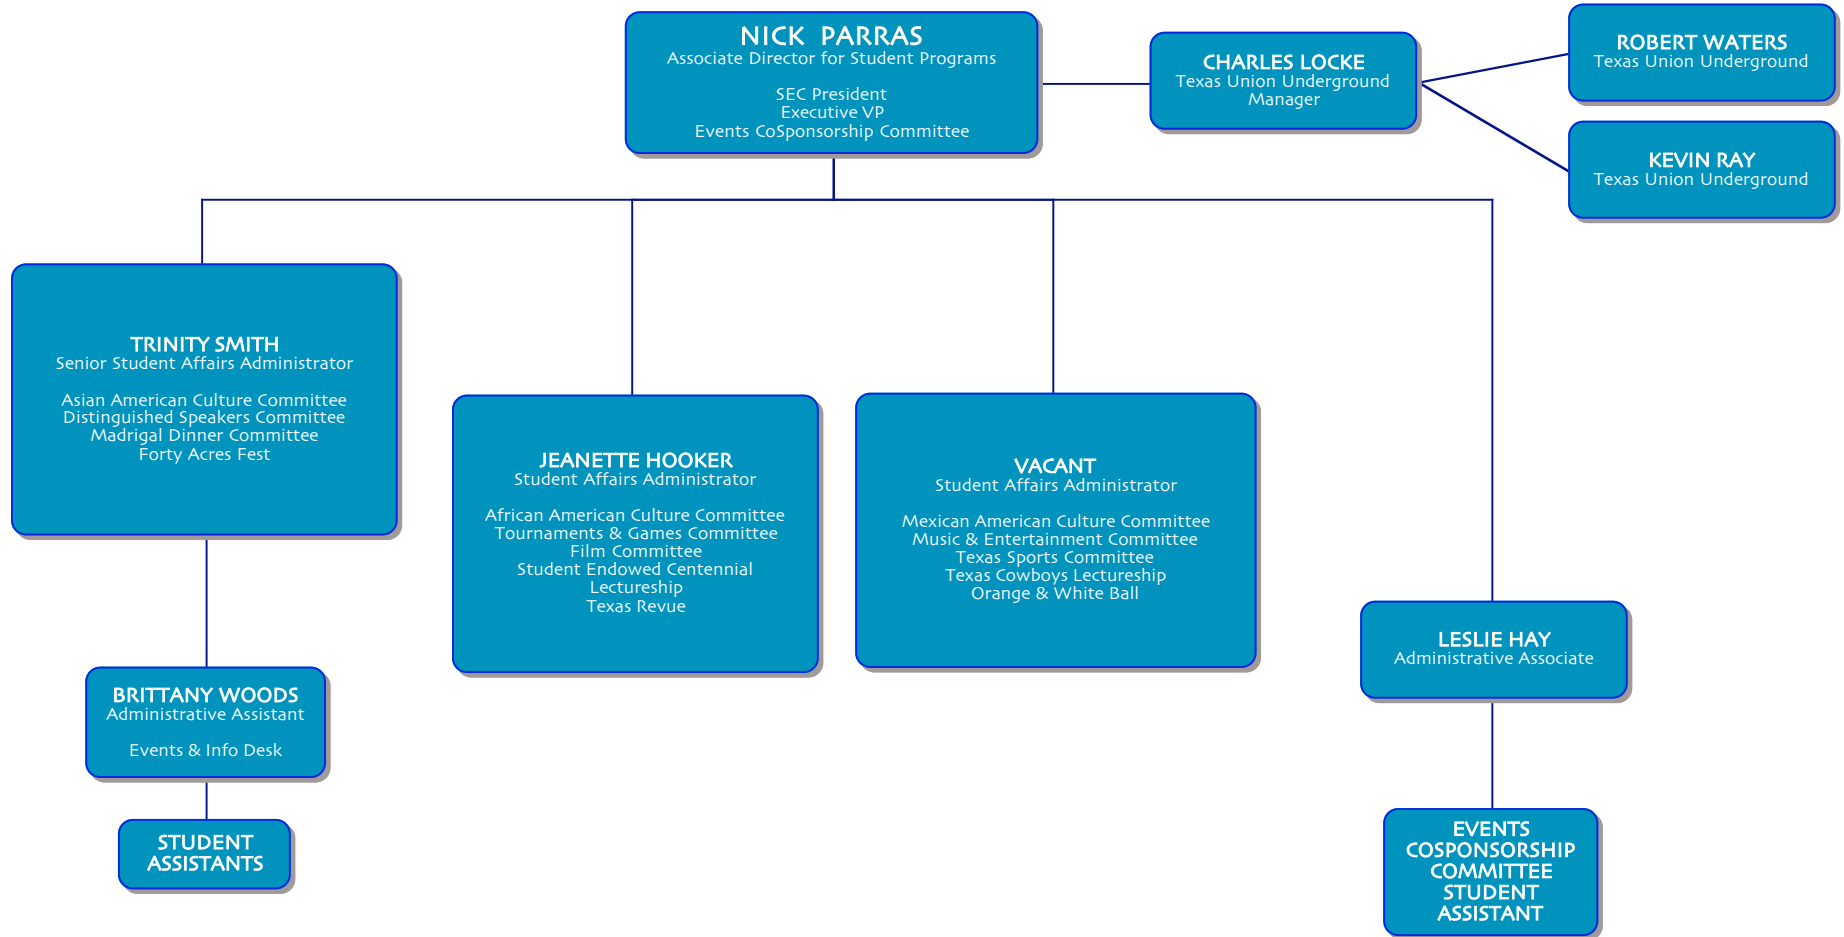 NICK PARRAS
Associate Director for Student Programs
SEC President
Executive VP
Events CoSponsorship Committee
CHARLES LOCKE
Texas Union Underground
Manager
ROBERT WATERS
Texas Union Underground
KEVIN RAY
Texas Union Underground
TRINITY SMITH
Senior Student Affairs Administrator
Asian American Culture Committee
Distinguished Speakers Committee
Madrigal Dinner Committee
Forty Acres Fest
JEANETTE HOOKER
Student Affairs Administrator
African American Culture Committee
Tournaments & Games Committee
Film Committee
Student Endowed Centennial
Lectureship
Texas Revue
VACANT
Student Affairs Administrator
Mexican American Culture Committee
Music & Entertainment Committee
Texas Sports Committee
Texas Cowboys Lectureship
Orange & White Ball
LESLIE HAY
Administrative Associate
BRITTANY WOODS
Administrative Assistant
Events & Info Desk
STUDENT
ASSISTANTS
EVENTS
COSPONSORSHIP
COMMITTEE
STUDENT
ASSISTANT